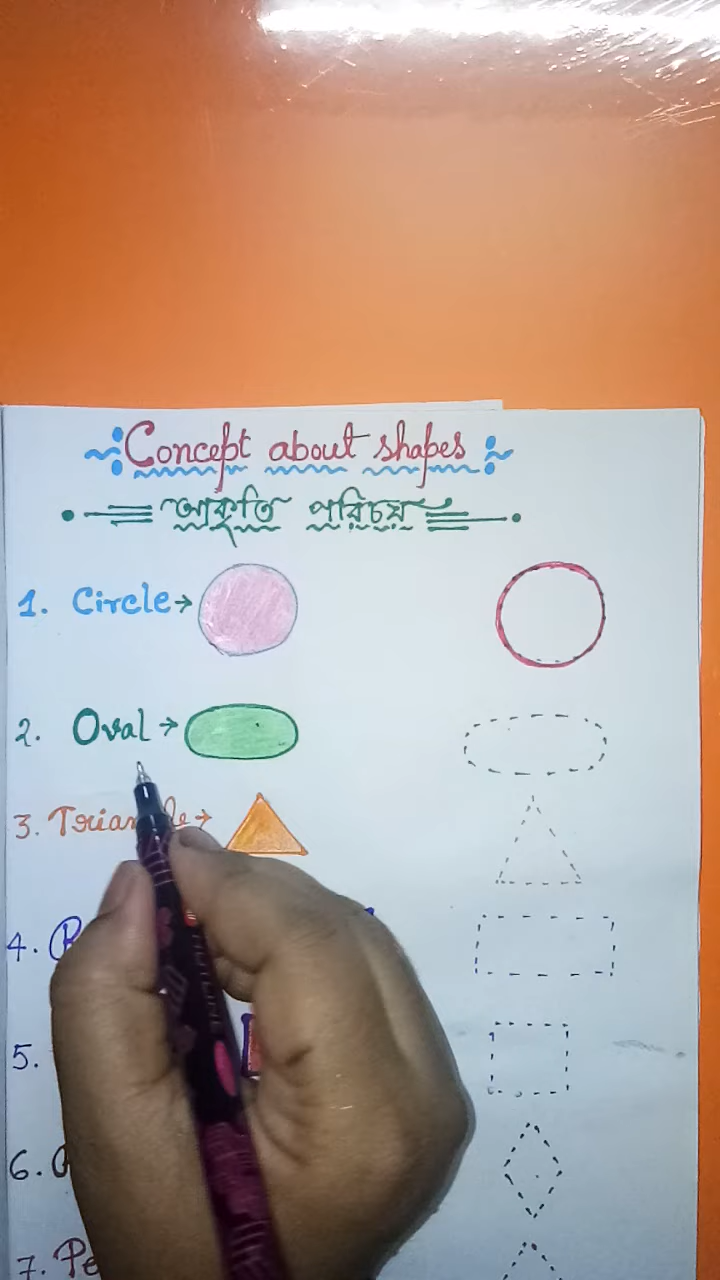 Concept about shapes
আকৃতি পরিচয়
1. Circle →
2. Oval →
3. →
4.
5.
6.
7.